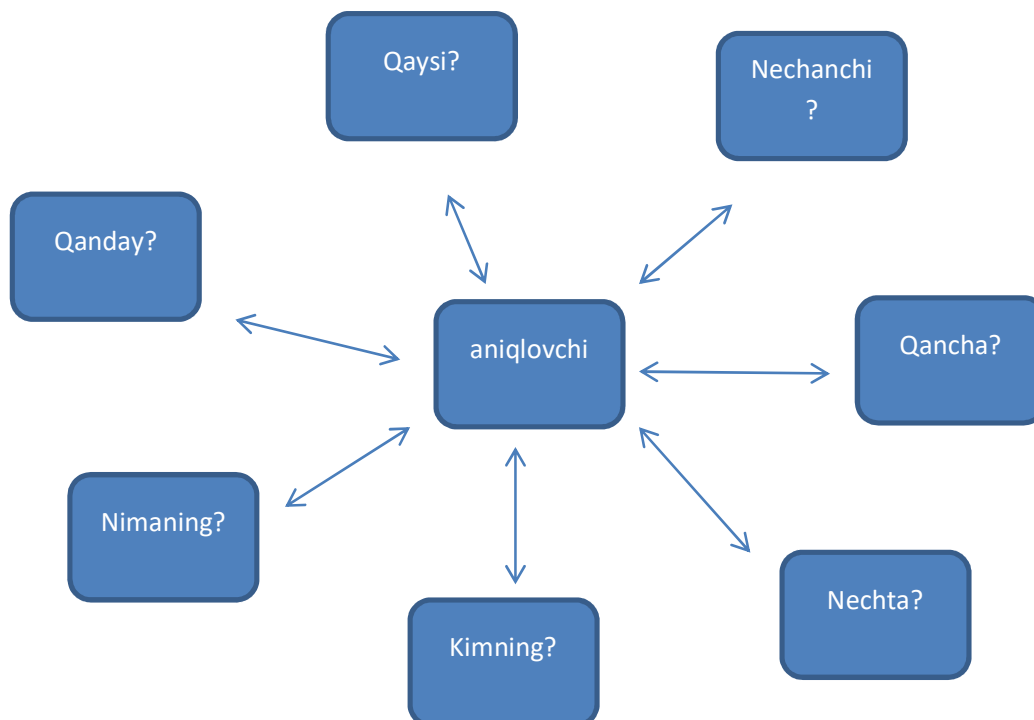 Qaysi?
Nechanchi
?
Qanday?
aniqlovchi
Qancha?
Nimaning?
Nechta?
Kimning?